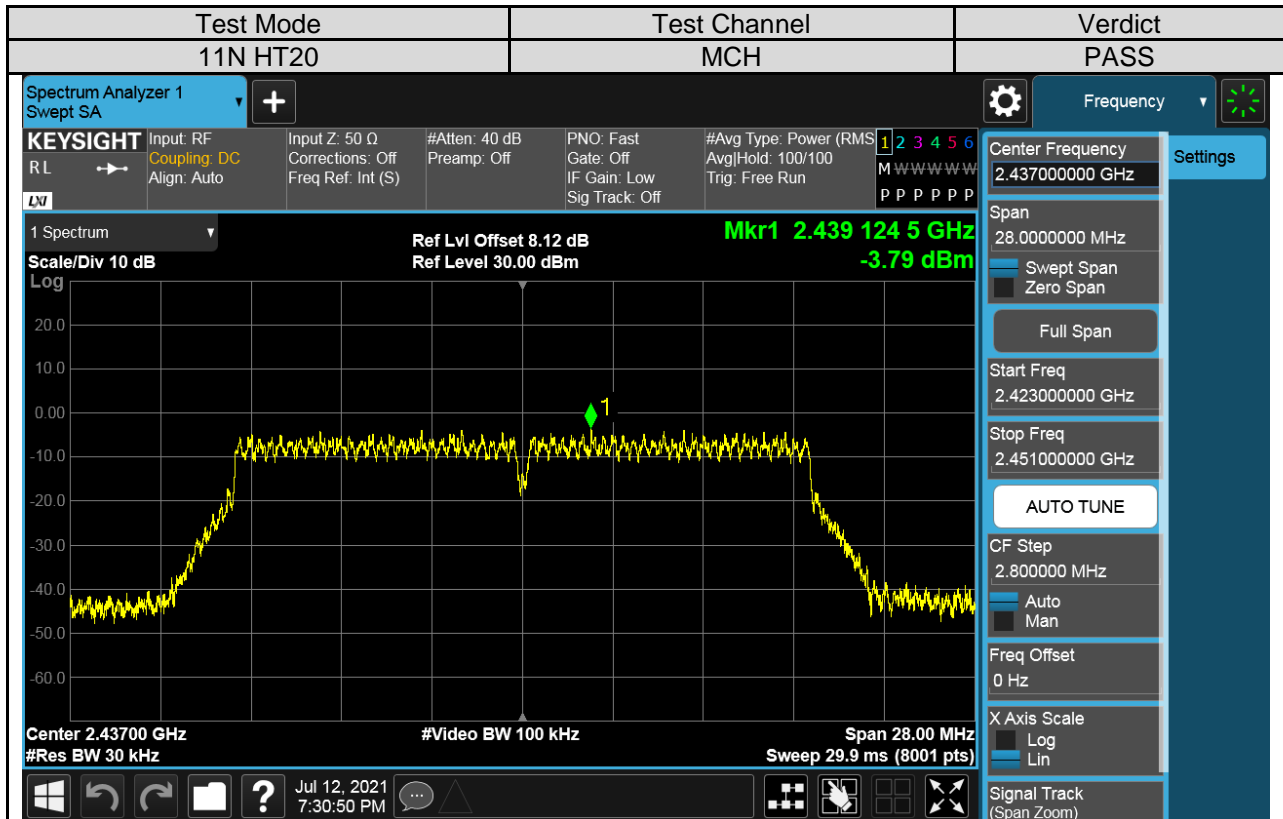 Test Mode Test Channel Verdict
11N HT20 MCH PASS
Spectrum Analyzer 1
Swept SA
+
Frequency
KEYSIGHT
RL
LXI
Input: RF
Coupling: DC
Align: Auto
Input Z: 50 Ω
Corrections: Off
Freq Ref: Int (S)
#Atten: 40 dB
Preamp: Off
PNO: Fast
Gate: Off
IF Gain: Low
Sig Track: Off
#Avg Type: Power (RMS
Avg|Hold: 100/100
Trig: Free Run
1 2 3 4 5 6
M W W W W W
P P P P P P
1 Spectrum
Scale/Div 10 dB
Ref Lvl Offset 8.12 dB
Ref Level 30.00 dBm
Mkr1 2.439 124 5 GHz
-3.79 dBm
Log
20.0
10.0
0.00
-10.0
-20.0
-30.0
-40.0
-50.0
-60.0
1
Center 2.43700 GHz
#Res BW 30 kHz
#Video BW 100 kHz
Span 28.00 MHz
Sweep 29.9 ms (8001 pts)
Center Frequency
2.437000000 GHz
Settings
Span
28.0000000 MHz
Swept Span
Zero Span
Full Span
Start Freq
2.423000000 GHz
Stop Freq
2.451000000 GHz
AUTO TUNE
CF Step
2.800000 MHz
Auto
Man
Freq Offset
0 Hz
X Axis Scale
Log
Lin
Signal Track
(Span Zoom)
?
Jul 12, 2021
7:30:50 PM